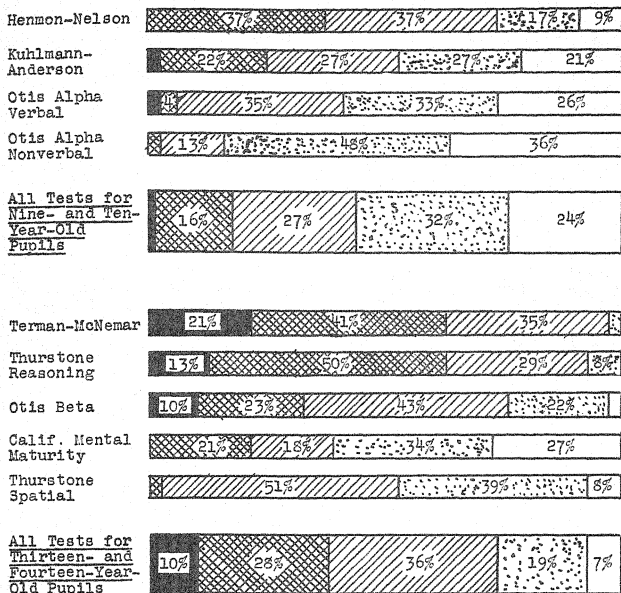 Henmon-Nelson 37% 37% 17% 9%
Kuhlmann-
Anderson 22% 27% 27% 21%
Otis Alpha
Verbal 4 35% 33% 26%
Otis Alpha
Nonverbal 13% 48% 36%
All Tests for
Nine- and Ten-
Year-Old
Pupils 16% 27% 32% 24%
Terman-McNemar 21% 41% 35%
Thurstone
Reasoning 13% 50% 29% 8%
Otis Beta 10% 23% 43% 22%
Calif. Mental
Maturity 21% 18% 34% 27%
Thurstone
Spatial 51% 39% 8%
All Tests for
Thirteen- and
Fourteen-Year-
Old Pupils 10% 28% 36% 19% 7%